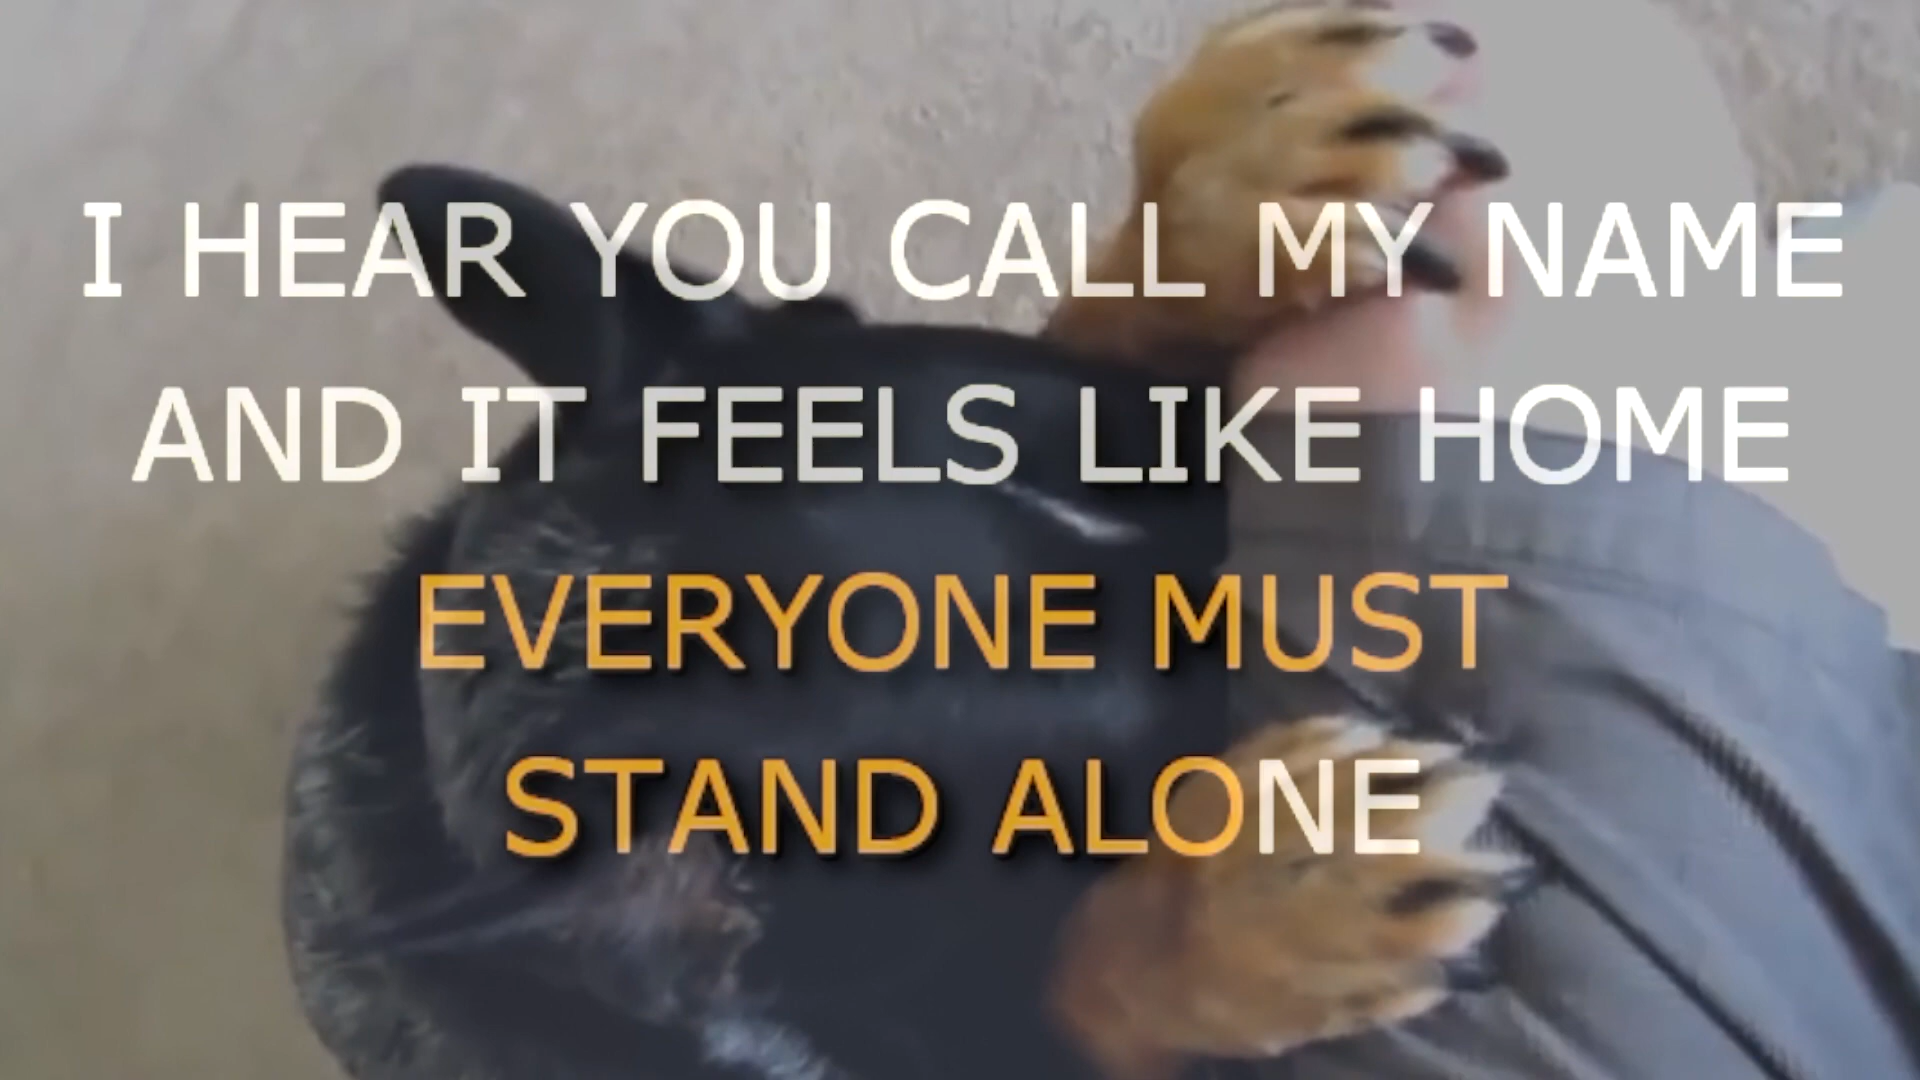 I HEAR YOU CALL MY NAME
AND IT FEELS LIKE HOME
EVERYONE MUST
STAND ALONE